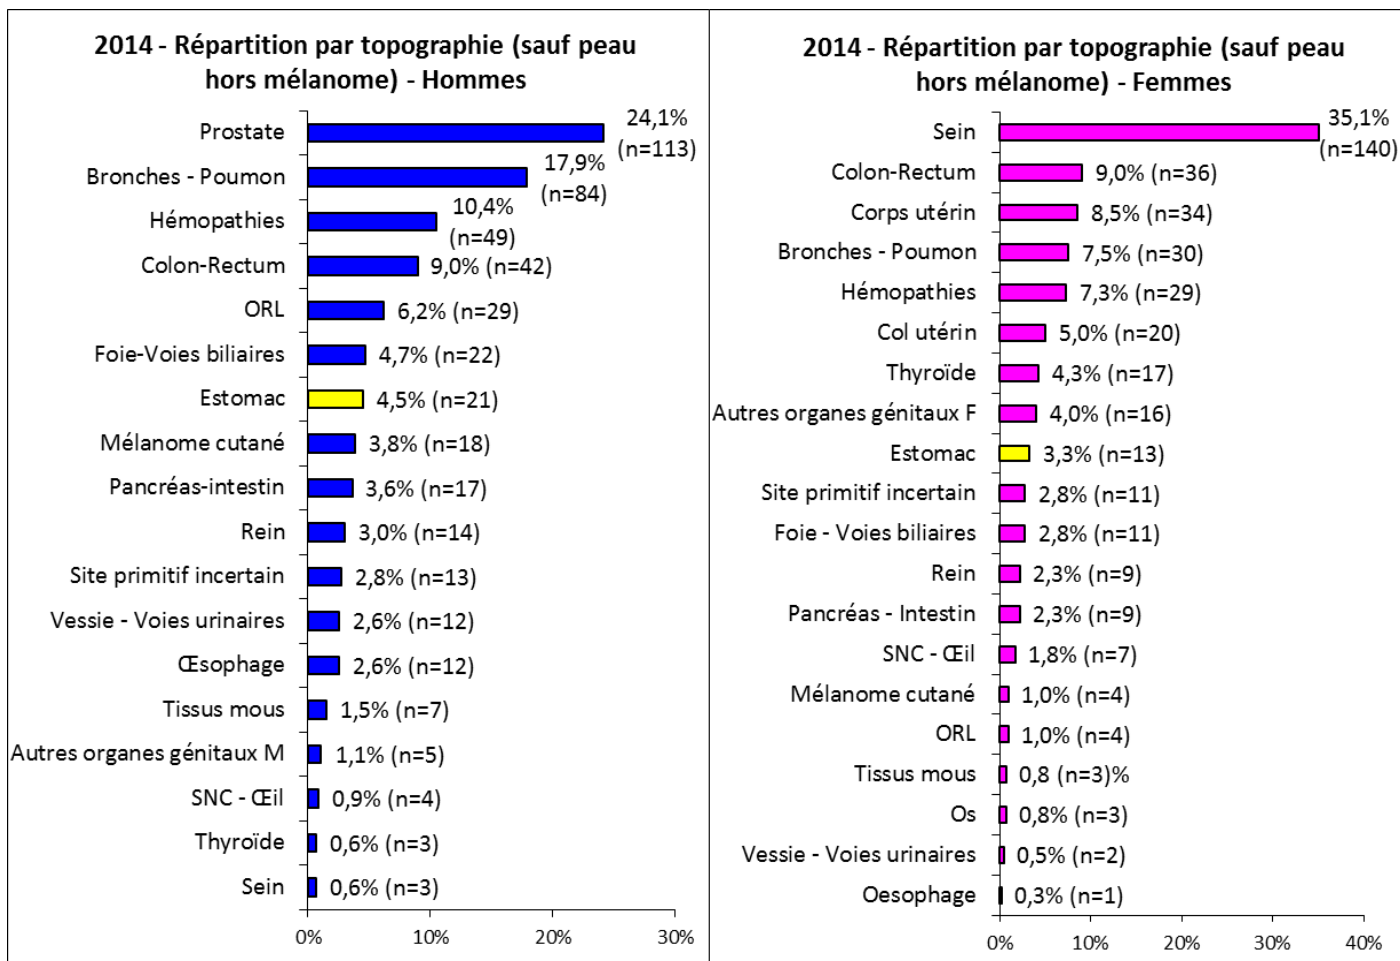 2014 - Répartition par topographie (sauf peau
hors mélanome) - Hommes
Prostate
24,1%
(n=113)
Bronches - Poumon
17,9%
(n=84)
Hémopathies
10,4%
(n=49)
Colon-Rectum
9,0% (n=42)
ORL
6,2% (n=29)
Foie-Voies biliaires
4,7% (n=22)
Estomac
4,5% (n=21)
Mélanome cutané
3,8% (n=18)
Pancréas-intestin
3,6% (n=17)
Rein
3,0% (n=14)
Site primitif incertain
2,8% (n=13)
Vessie - Voies urinaires
2,6% (n=12)
Œsophage
2,6% (n=12)
Tissus mous
1,5% (n=7)
Autres organes génitaux M
1,1% (n=5)
SNC - Œil
0,9% (n=4)
Thyroïde
0,6% (n=3)
Sein
0,6% (n=3)
0%
10%
20%
30%
2014 - Répartition par topographie (sauf peau
hors mélanome) - Femmes
Sein
35,1%
(n=140)
Colon-Rectum
9,0% (n=36)
Corps utérin
8,5% (n=34)
Bronches - Poumon
7,5% (n=30)
Hémopathies
7,3% (n=29)
Col utérin
5,0% (n=20)
Thyroïde
4,3% (n=17)
Autres organes génitaux F
4,0% (n=16)
Estomac
3,3% (n=13)
Site primitif incertain
2,8% (n=11)
Foie - Voies biliaires
2,8% (n=11)
Rein
2,3% (n=9)
Pancréas - Intestin
2,3% (n=9)
SNC - Œil
1,8% (n=7)
Mélanome cutané
1,0% (n=4)
ORL
1,0% (n=4)
Tissus mous
0,8 (n=3)%
Os
0,8% (n=3)
Vessie - Voies urinaires
0,5% (n=2)
Oesophage
0,3% (n=1)
0%
10%
20%
30%
40%